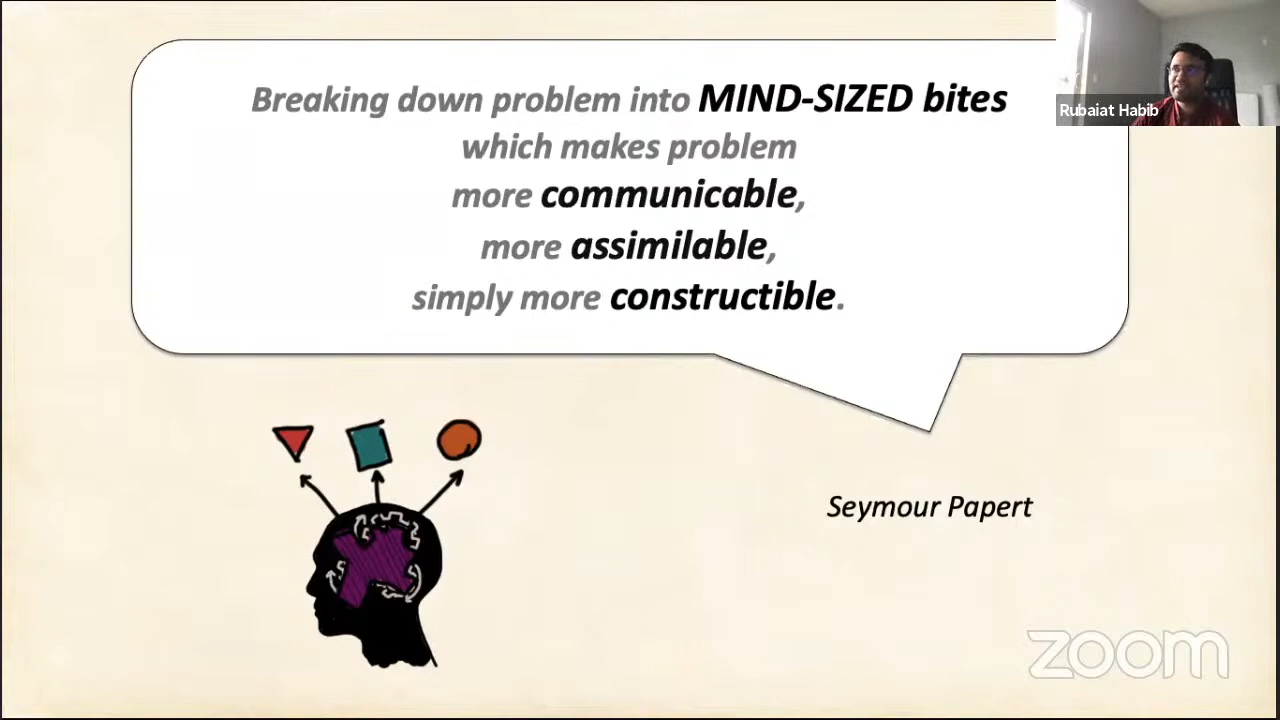 Breaking down problem into MIND-SIZED bites
which makes problem
more communicable,
more assimilable,
simply more constructible.
Rubaiat Habib
Seymour Papert
zoom